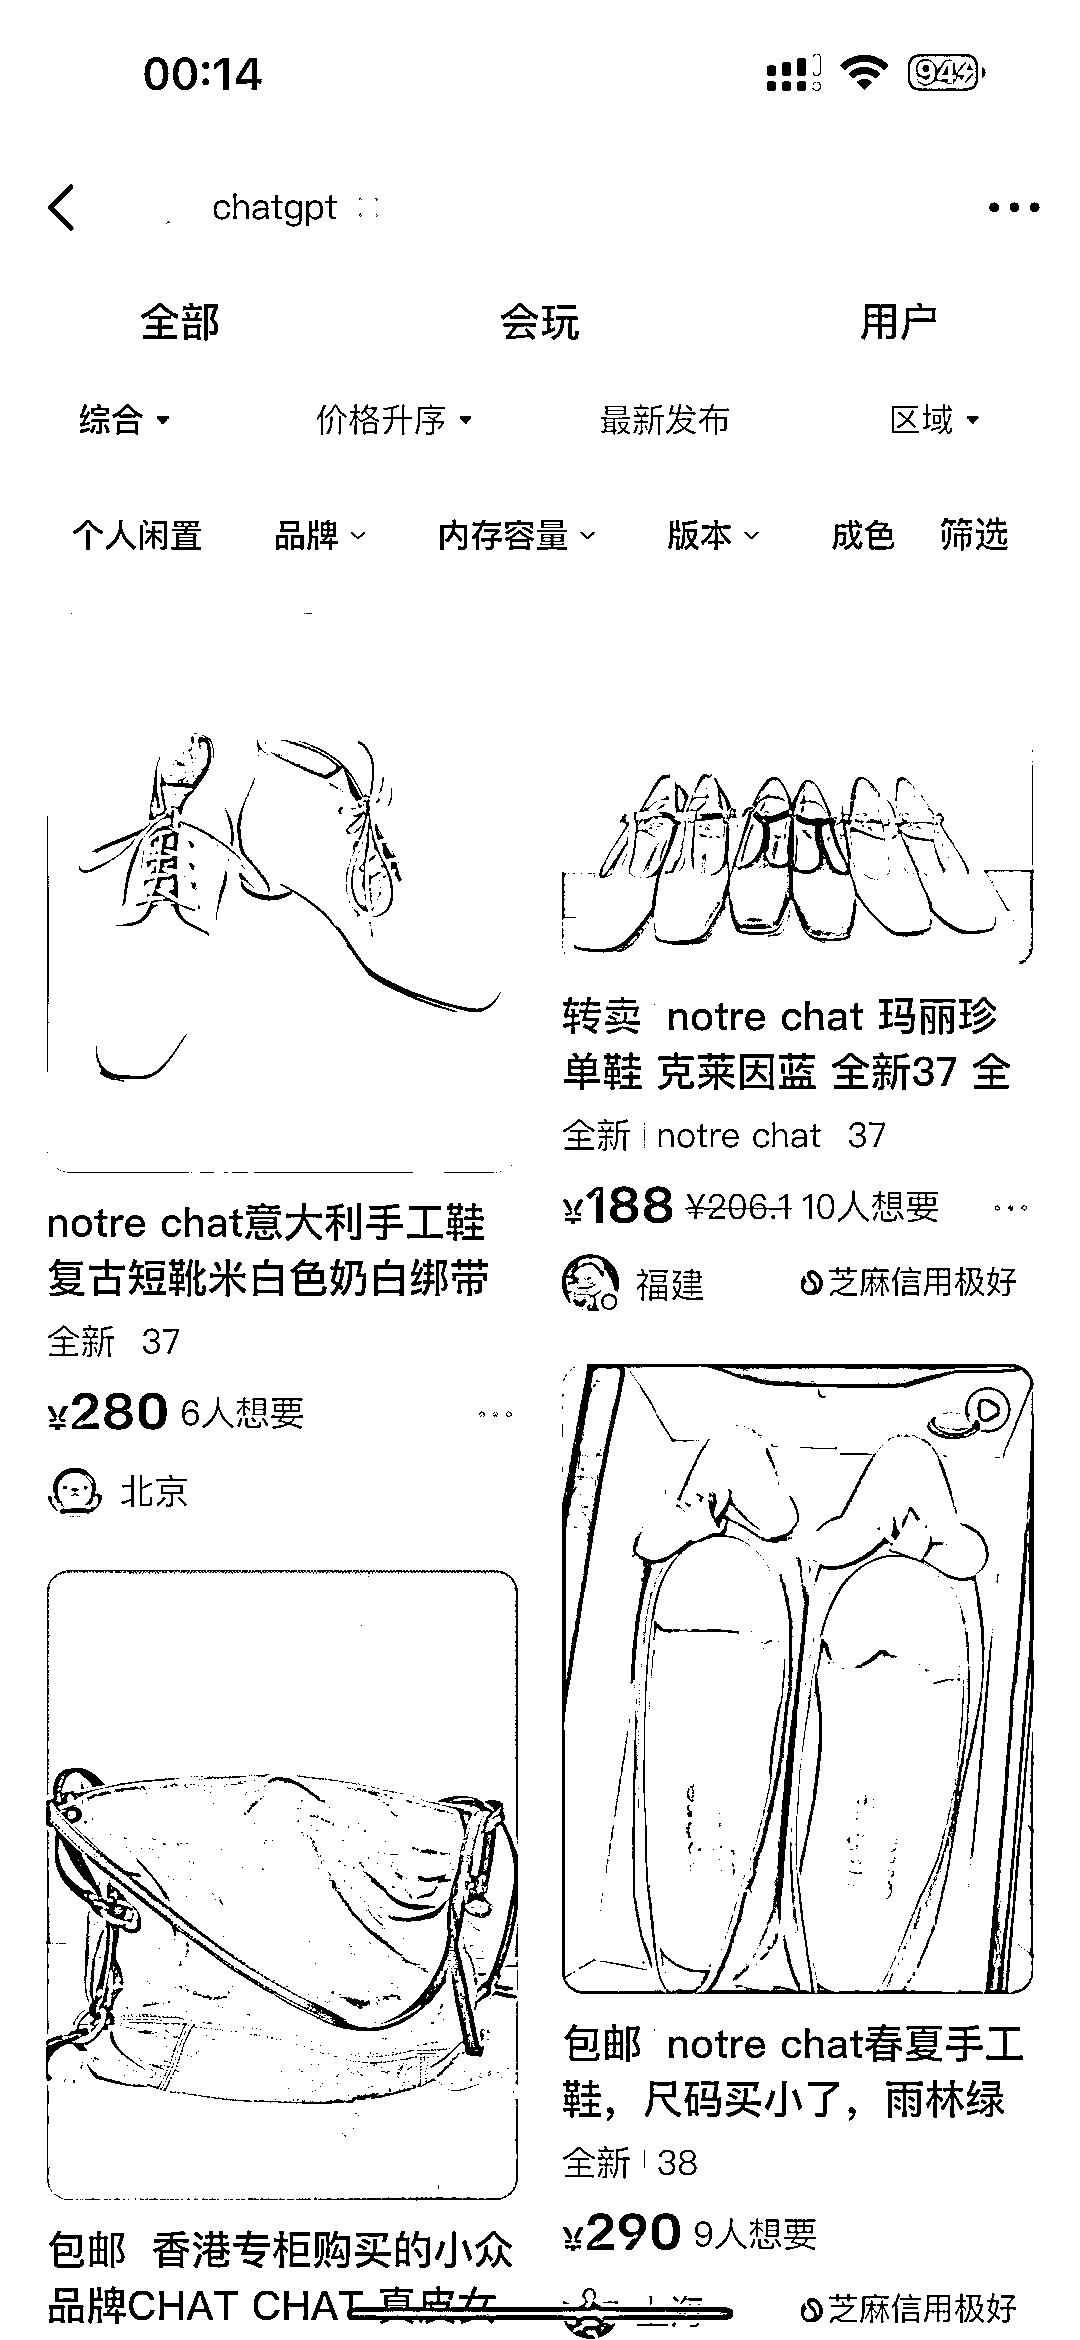 00:14
94
chatgpt
全部 会玩 用户
综合 价格升序 最新发布 区域
个人闲置 品牌 内存容量 版本 成色 筛选
notre chat意大利手工鞋
复古短靴米白色奶白绑带
全新 37
¥280 6人想要
北京
包邮 香港专柜购买的小众
品牌CHAT CHAT 真皮女
转卖 notre chat 玛丽珍
单鞋 克莱因蓝 全新37 全
全新 notre chat 37
¥188 ¥206.1 10人想要
福建 芝麻信用极好
包邮 notre chat春夏手工
鞋，尺码买小了，雨林绿
全新 38
¥290 9人想要
上海 芝麻信用极好